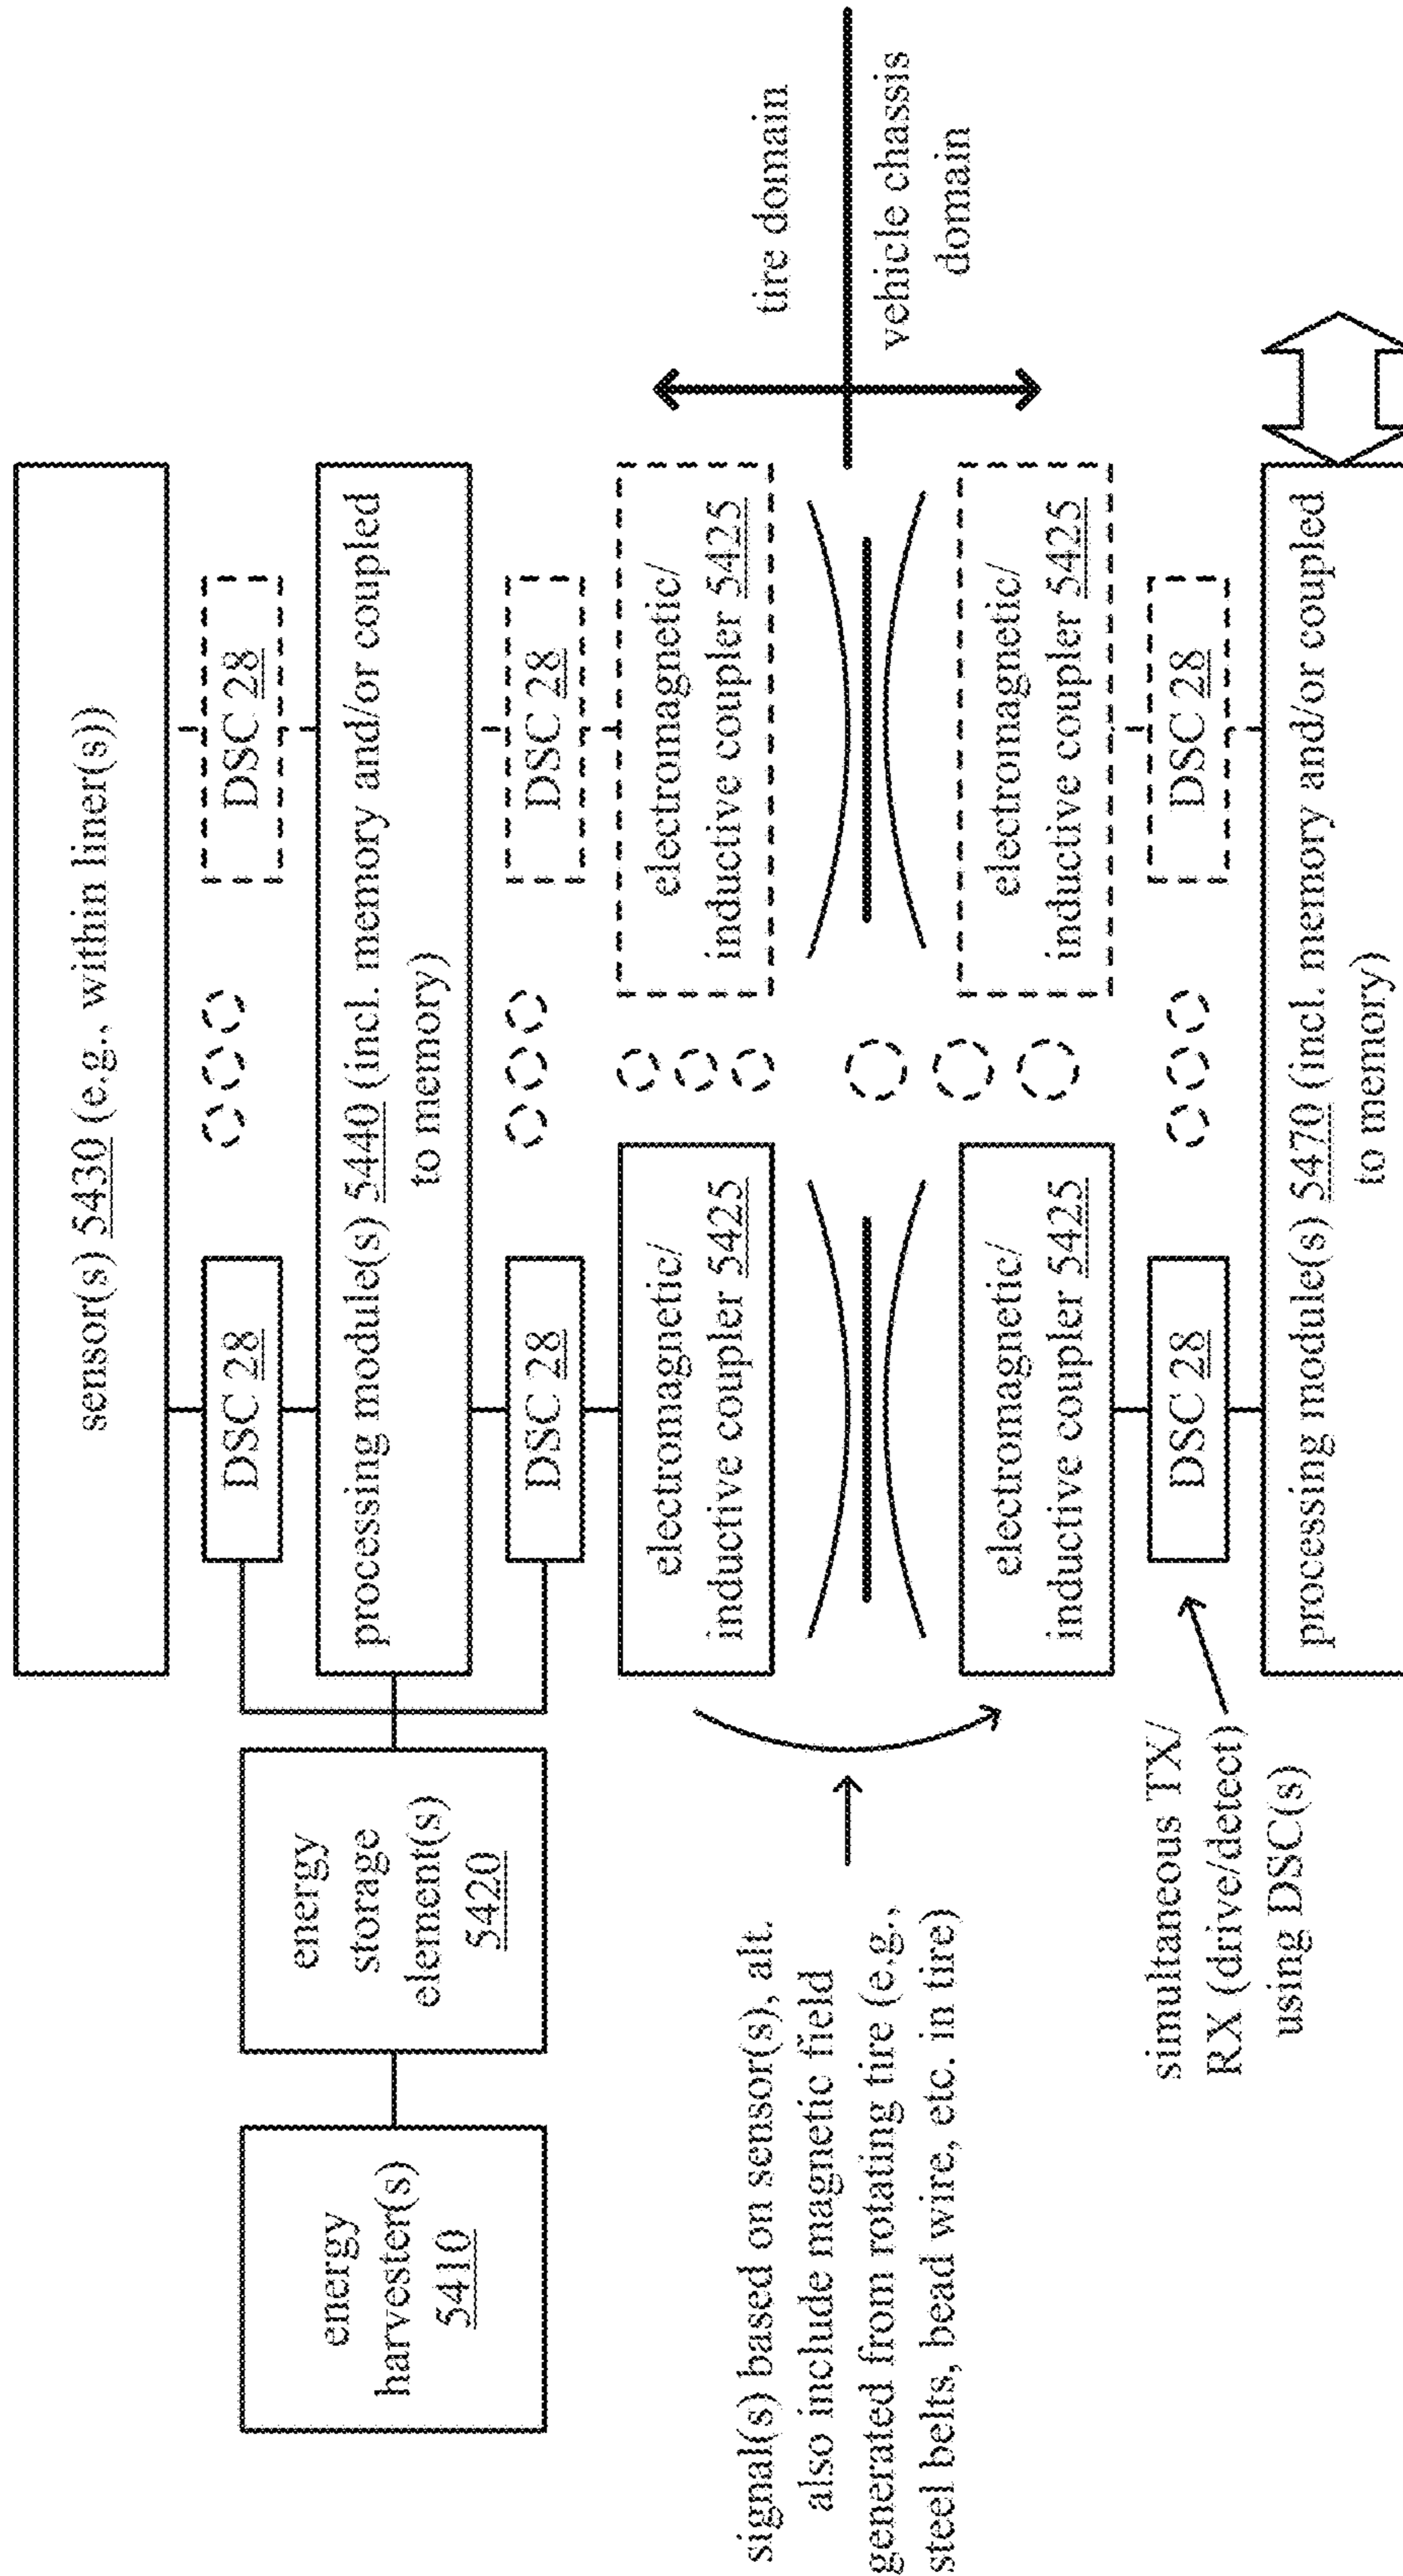 sensor(s) 5430 (e.g., within liner(s))
DSC 28
DSC 28
energy
harvester(s)
5410
energy
storage
element(s)
5420
processing module(s) 5440 (incl. memory and/or coupled
to memory)
DSC 28
DSC 28
electromagnetic/
inductive coupler 5425
electromagnetic/
inductive coupler 5425
tire domain
vehicle chassis
domain
signal(s) based on sensor(s), alt.
also include magnetic field
generated from rotating tire (e.g.,
steel belts, bead wire, etc. in tire)
electromagnetic/
inductive coupler 5425
electromagnetic/
inductive coupler 5425
simultaneous TX/
RX (drive/detect)
using DSC(s)
DSC 28
DSC 28
processing module(s) 5470 (incl. memory and/or coupled
to memory)